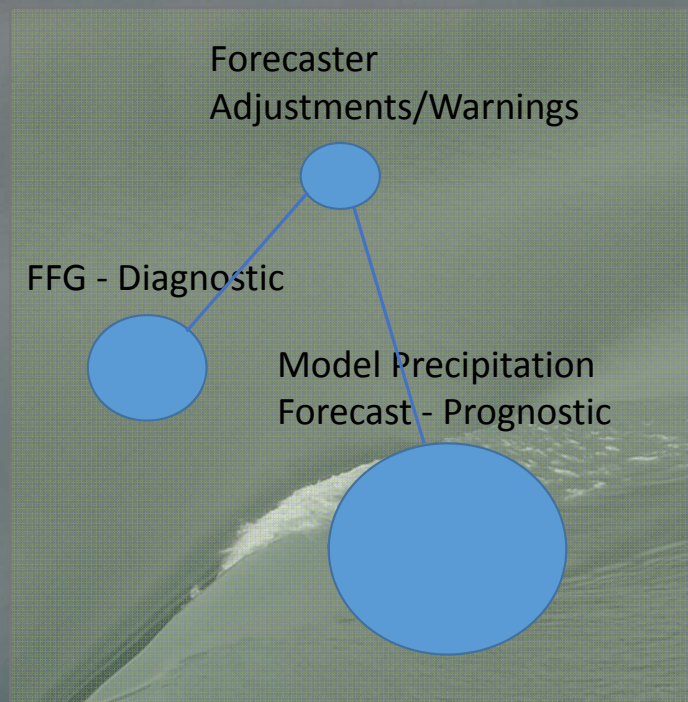 Forecaster
Adjustments/Warnings
FFG - Diagnostic
Model Precipitation
Forecast - Prognostic